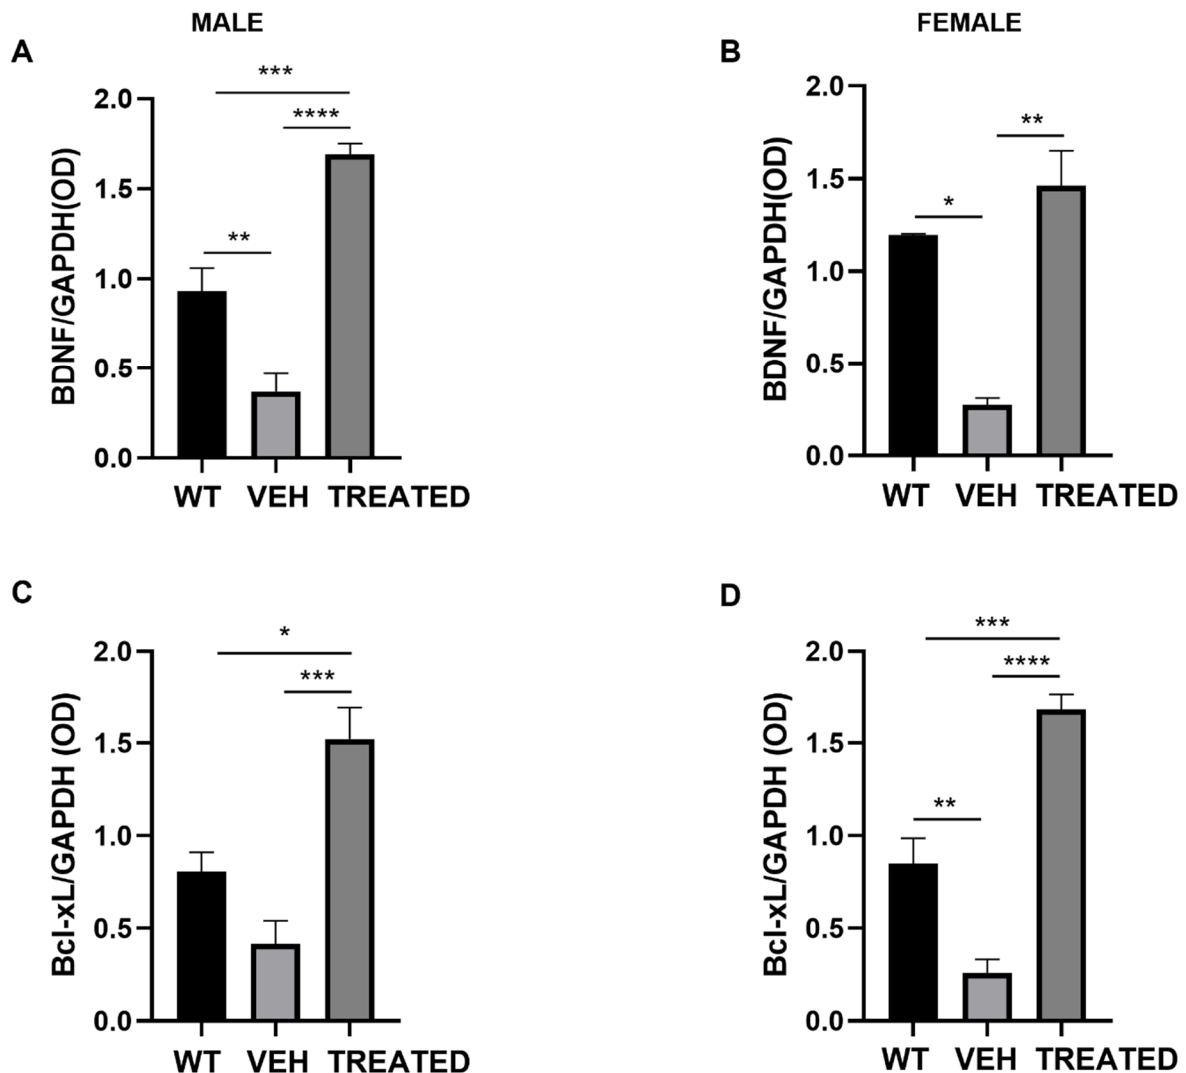 MALE
FEMALE
A
B
***
****
**
2.0
1.5
1.0
0.5
0.0
BDNF/GAPDH(OD)
WT VEH TREATED
**
*
2.0
1.5
1.0
0.5
0.0
BDNF/GAPDH(OD)
WT VEH TREATED
C
D
*
***
2.0
1.5
1.0
0.5
0.0
Bcl-xL/GAPDH (OD)
WT VEH TREATED
***
****
**
2.0
1.5
1.0
0.5
0.0
Bcl-xL/GAPDH (OD)
WT VEH TREATED